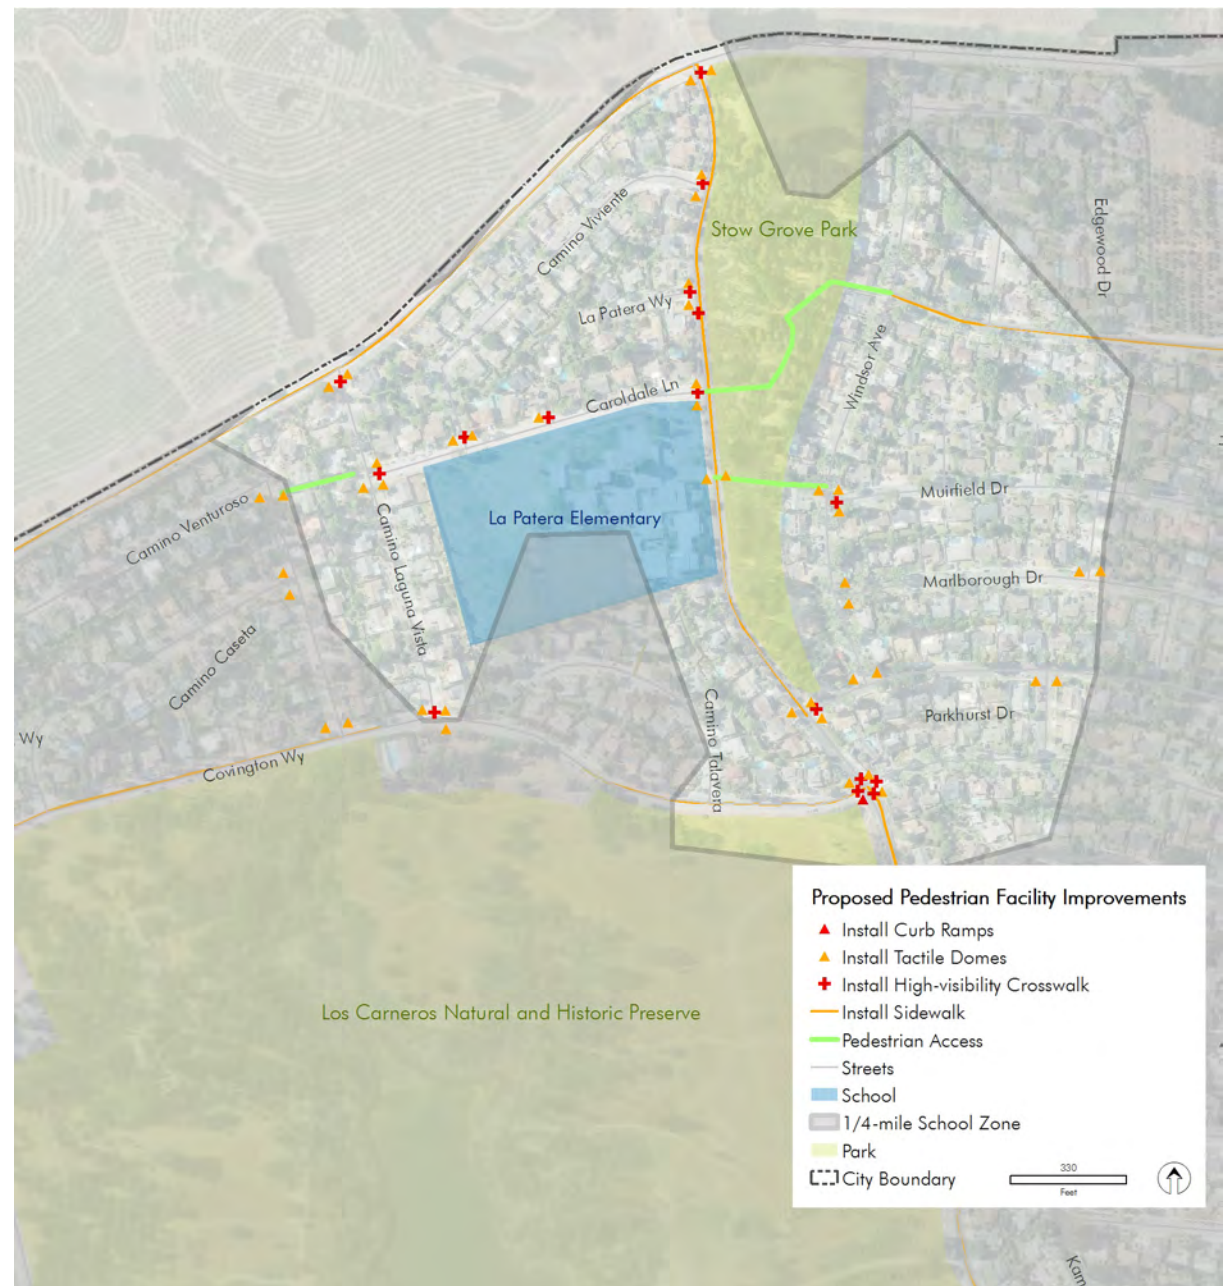 Camino Viviente
Stow Grove Park
Edgewood Dr
La Patera Wy
Windsor Ave
Caroldale Ln
Camino Venturoso
La Patera Elementary
Muirfield Dr
Camino Laguna Vista
Marlborough Dr
Camino Caseta
Camino Talavera
Parkhurst Dr
Wy
Covington Wy
Los Carneros Natural and Historic Preserve
Proposed Pedestrian Facility Improvements
Install Curb Ramps
Install Tactile Domes
Install High-visibility Crosswalk
Install Sidewalk
Pedestrian Access
Streets
School
1/4-mile School Zone
Park
City Boundary
330
Feet